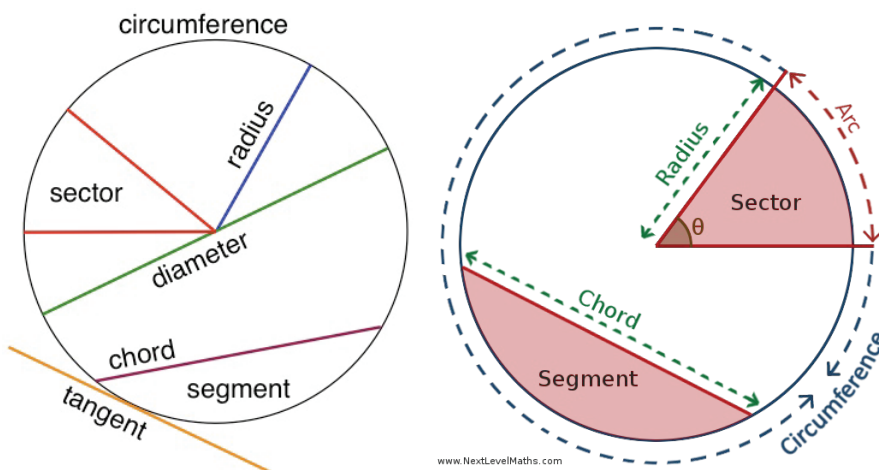 circumference
radius
sector
diameter
chord
segment
tangent
Radius
Arc
Sector
θ
Chord
Segment
Circumference
www.NextLevelMaths.com